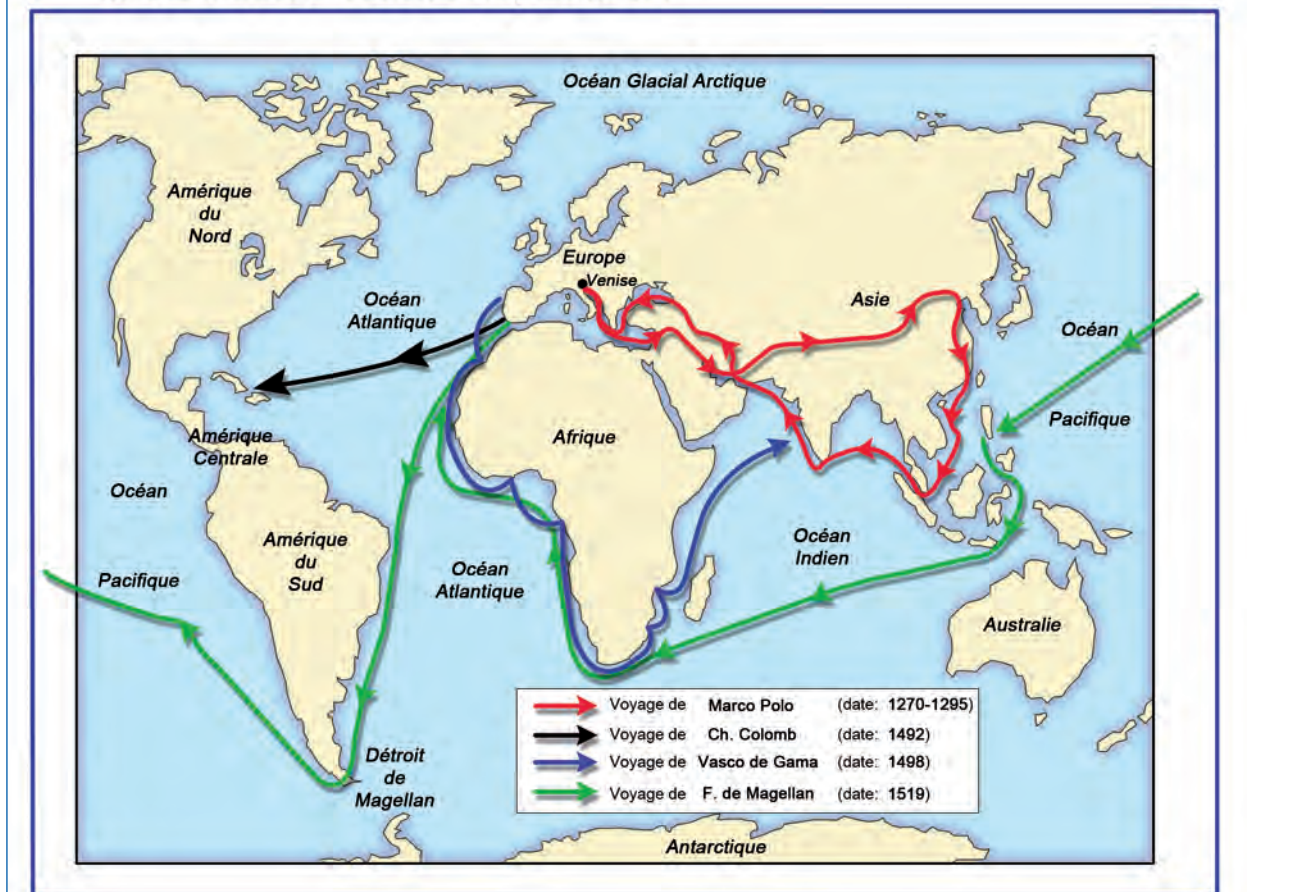 Océan Glacial Arctique
Amérique
du
Nord
Europe
Venise
Asie
Océan
Atlantique
Océan
Pacifique
Amérique
Centrale
Afrique
Océan
Pacifique
Amérique
du
Sud
Océan
Atlantique
Océan
Indien
Australie
Détroit
de
Magellan
Voyage de Marco Polo (date: 1270-1295)
Voyage de Ch. Colomb (date: 1492)
Voyage de Vasco de Gama (date: 1498)
Voyage de F. de Magellan (date: 1519)
Antarctique